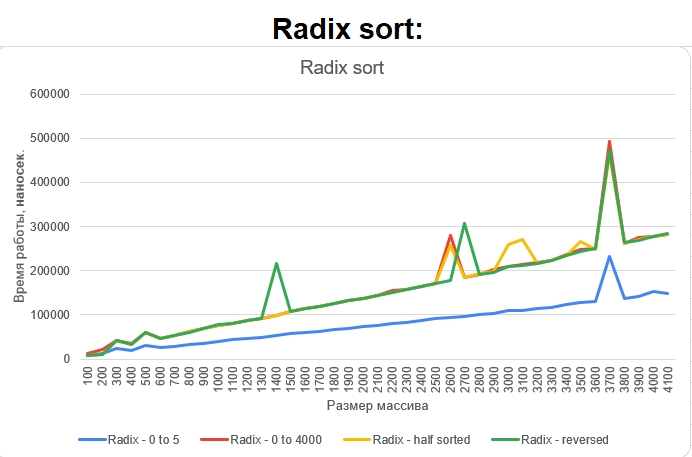 Radix sort:
Radix sort
600000
500000
400000
300000
200000
100000
0
Время работы, наносек.
100 200 300 400 500 600 700 800 900 1000 1100 1200 1300 1400 1500 1600 1700 1800 1900 2000 2100 2200 2300 2400 2500 2600 2700 2800 2900 3000 3100 3200 3300 3400 3500 3600 3700 3800 3900 4000 4100
Размер массива
Radix - 0 to 5 Radix - 0 to 4000 Radix - half sorted Radix - reversed